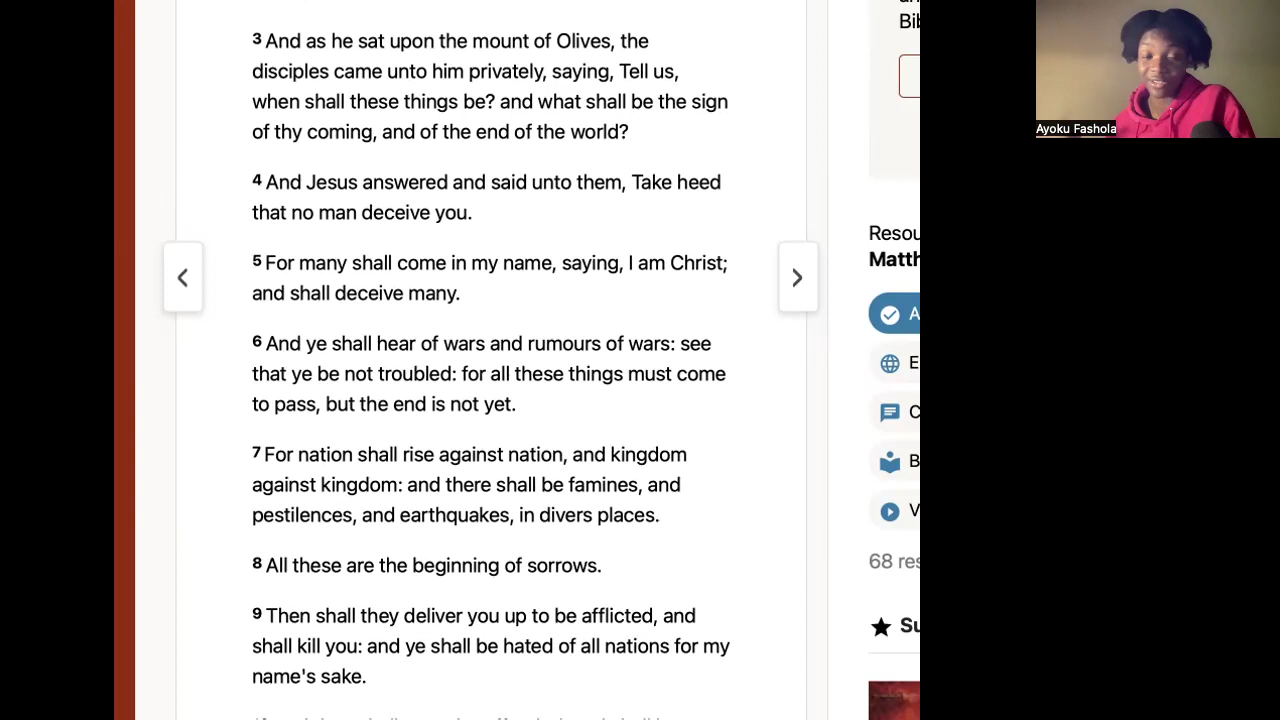 3 And as he sat upon the mount of Olives, the
disciples came unto him privately, saying, Tell us,
when shall these things be? and what shall be the sign
of thy coming, and of the end of the world?
4 And Jesus answered and said unto them, Take heed
that no man deceive you.
5 For many shall come in my name, saying, I am Christ;
and shall deceive many.
6 And ye shall hear of wars and rumours of wars: see
that ye be not troubled: for all these things must come
to pass, but the end is not yet.
7 For nation shall rise against nation, and kingdom
against kingdom: and there shall be famines, and
pestilences, and earthquakes, in divers places.
8 All these are the beginning of sorrows.
9 Then shall they deliver you up to be afflicted, and
shall kill you: and ye shall be hated of all nations for my
name's sake.
Bib
Resou
Matth
A
E
C
B
V
68 res
Su
Ayoku Fashola